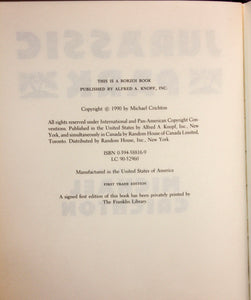 JURASSIC
PARK
THIS IS A BORZOI BOOK
PUBLISHED BY ALFRED A. KNOPF, INC.
Copyright © 1990 by Michael Crichton
All rights reserved under International and Pan-American Copyright Con-
ventions. Published in the United States by Alfred A. Knopf, Inc., New York,
and simultaneously in Canada by Random House of Canada Limited,
Toronto. Distributed by Random House, Inc., New York
ISBN 0-394-58816-9
LC 90-52960
Manufactured in the United States of America
FIRST TRADE EDITION
A signed first edition of this book has been privately printed by
The Franklin Library
MICHAEL
CRICHTON